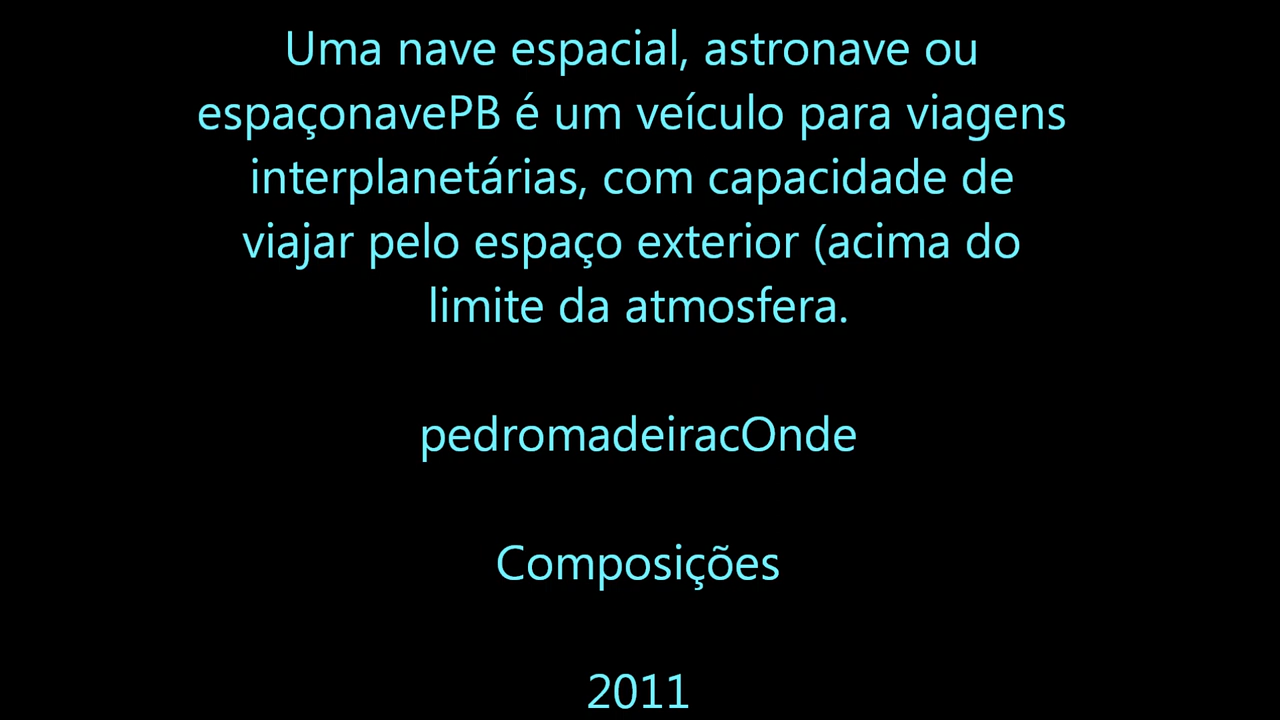 Uma nave espacial, astronave ou
espaçonavePB é um veículo para viagens
interplanetárias, com capacidade de
viajar pelo espaço exterior (acima do
limite da atmosfera.
pedromadeiracOnde
Composições
2011